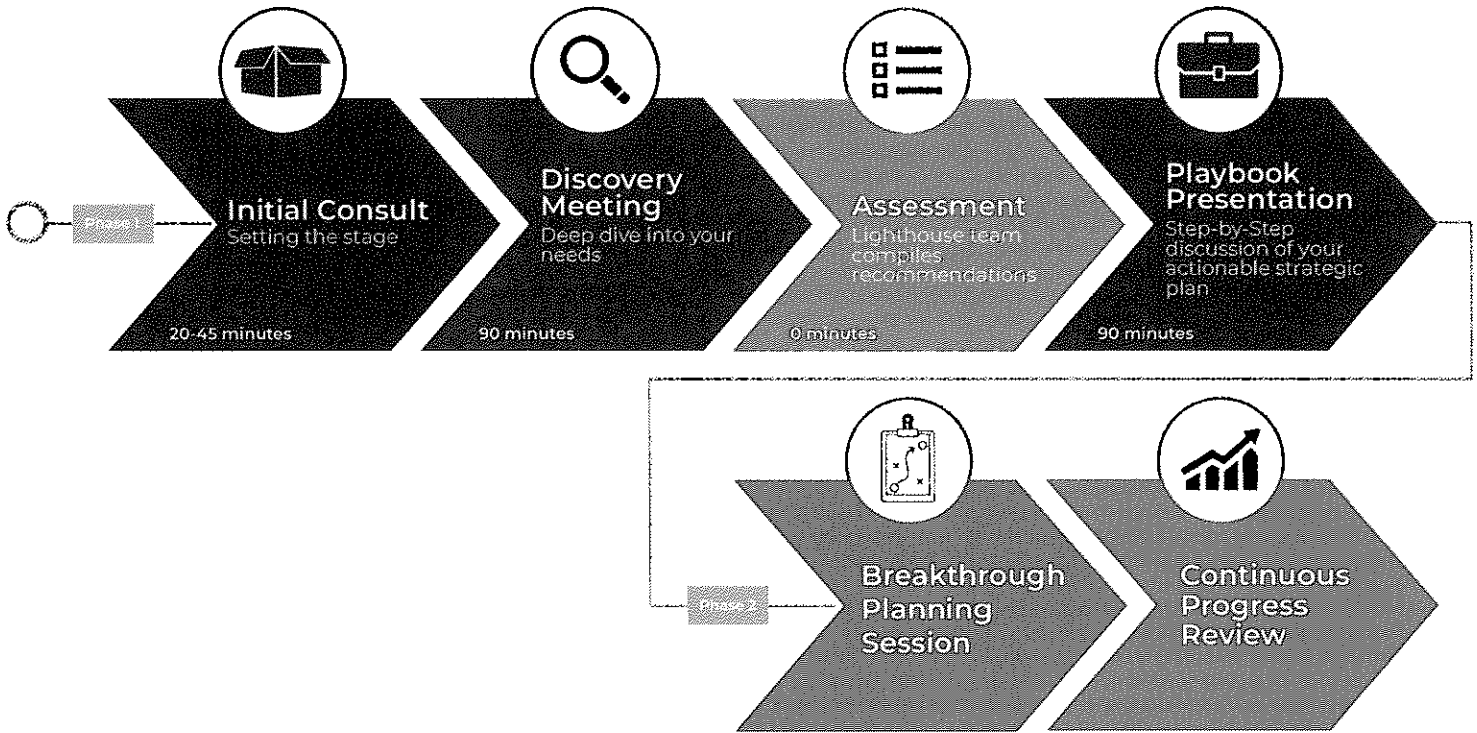 Phase 1
Initial Consult
Setting the stage
20-45 minutes
Discovery
Meeting
Deep dive into your
needs
90 minutes
Assessment
Lighthouse team
compiles
recommendations
0 minutes
Playbook
Presentation
Step-by-Step
discussion of your
actionable strategic
plan
90 minutes
Phase 2
Breakthrough
Planning
Session
Continuous
Progress
Review